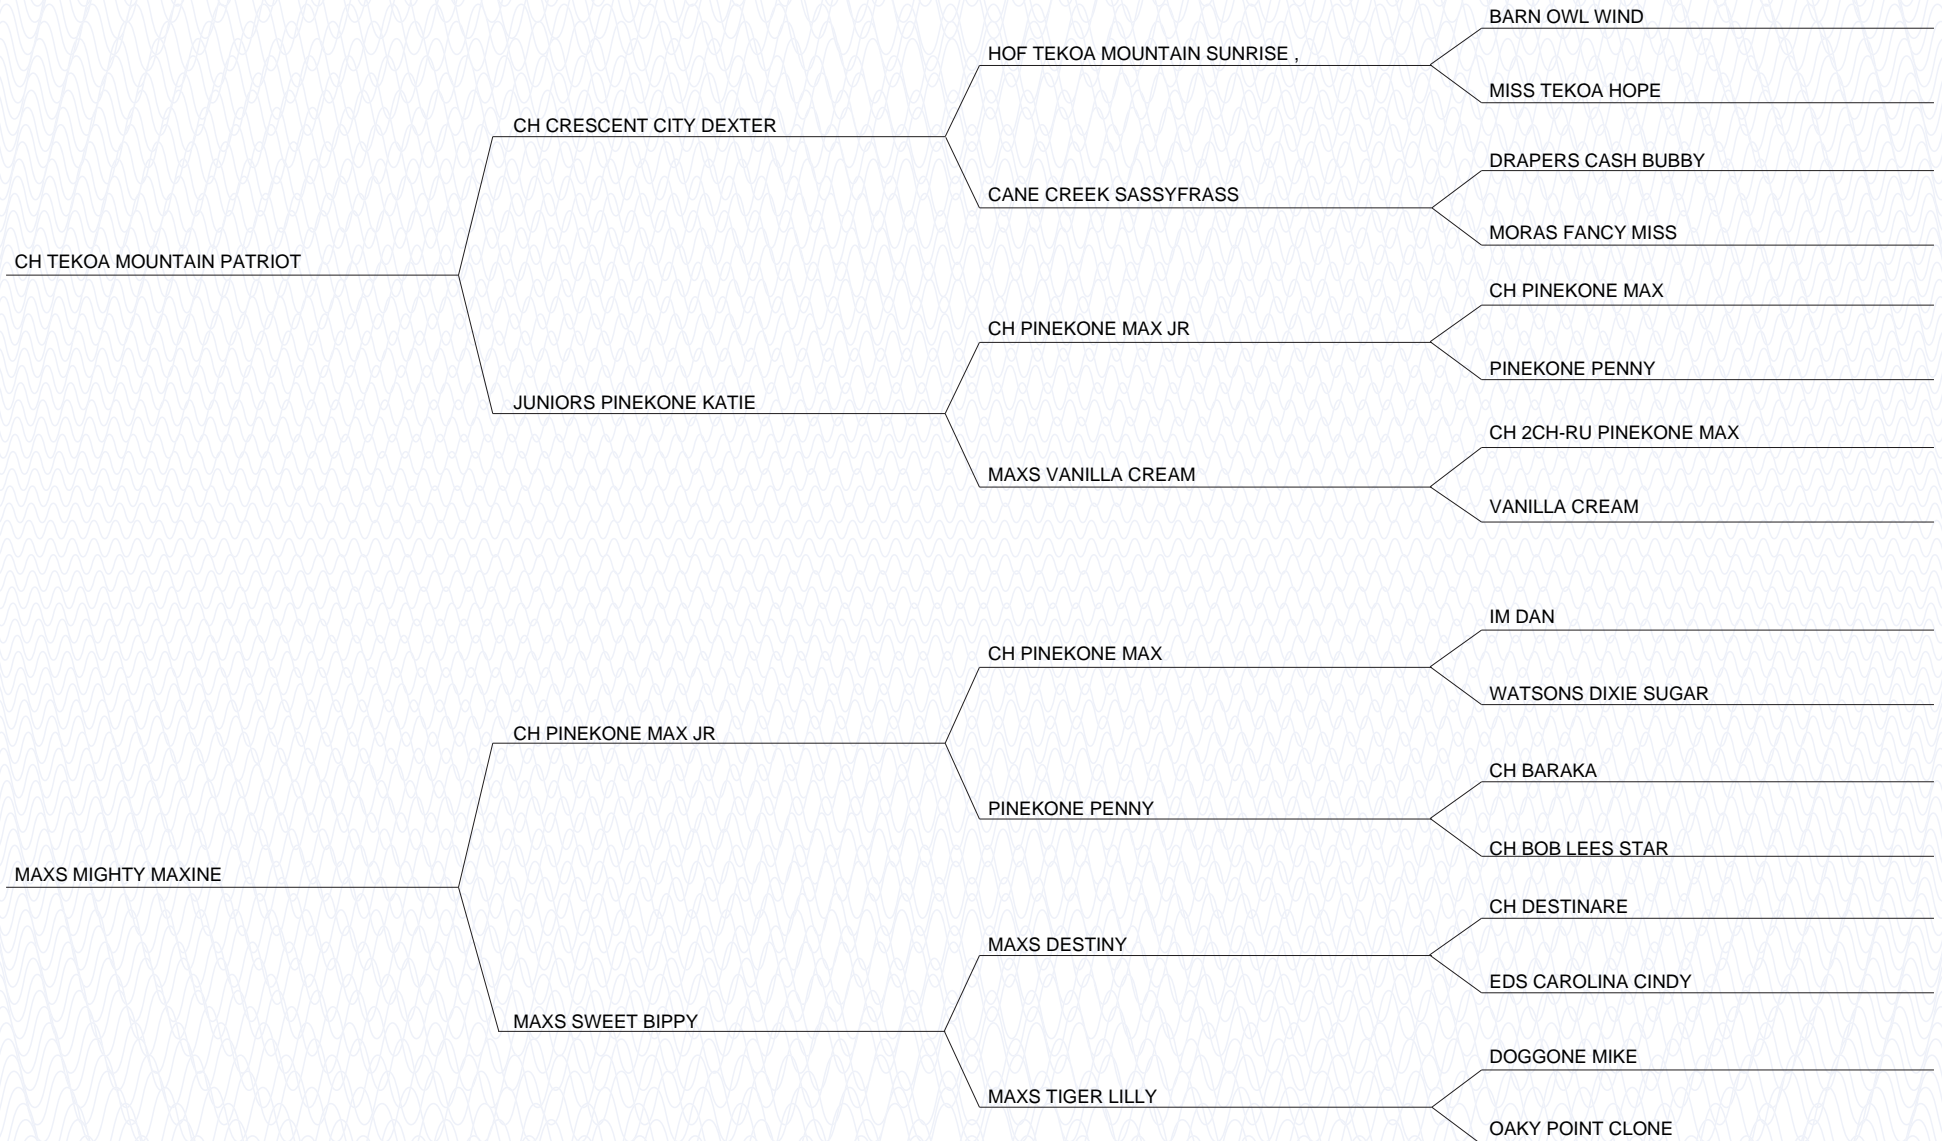 BARN OWL WIND
HOF TEKOA MOUNTAIN SUNRISE ,
MISS TEKOA HOPE
CH CRESCENT CITY DEXTER
DRAPERS CASH BUBBY
CANE CREEK SASSYFRASS
MORAS FANCY MISS
CH TEKOA MOUNTAIN PATRIOT
CH PINEKONE MAX
CH PINEKONE MAX JR
PINEKONE PENNY
JUNIORS PINEKONE KATIE
CH 2CH-RU PINEKONE MAX
MAXS VANILLA CREAM
VANILLA CREAM
IM DAN
CH PINEKONE MAX
WATSONS DIXIE SUGAR
CH PINEKONE MAX JR
CH BARAKA
PINEKONE PENNY
CH BOB LEES STAR
MAXS MIGHTY MAXINE
CH DESTINARE
MAXS DESTINY
EDS CAROLINA CINDY
MAXS SWEET BIPPY
DOGGONE MIKE
MAXS TIGER LILLY
OAKY POINT CLONE